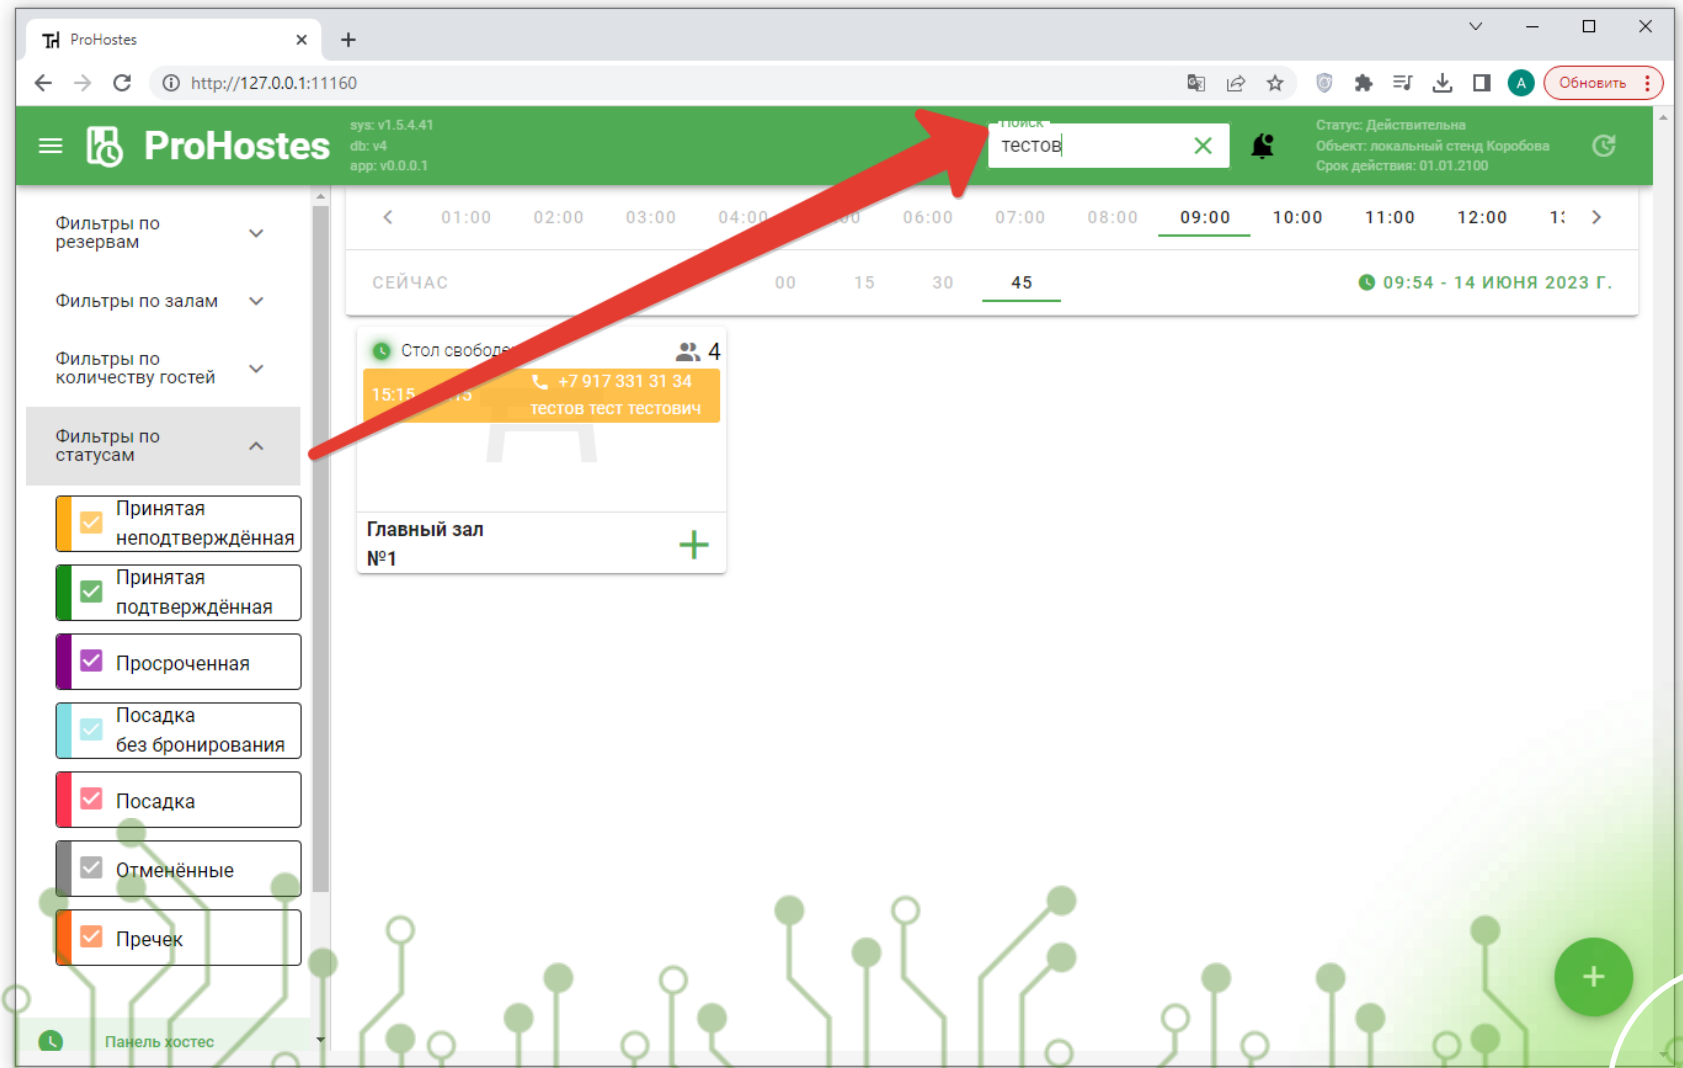 ProHostes
http://127.0.0.1:11160
A
Обновить
ProHostes
sys: v1.5.4.41
db: v4
app: v0.0.0.1
Поиск
тестов
Статус: Действительна
Объект: локальный стенд Коробова
Срок действия: 01.01.2100
Фильтры по
резервам
Фильтры по залам
Фильтры по
количеству гостей
Фильтры по
статусам
Принятая
неподтверждённая
Принятая
подтверждённая
Просроченная
Посадка
без бронирования
Посадка
Отменённые
Пречек
Панель хостес
01:00 02:00 03:00 04:00 06:00 07:00 08:00 09:00 10:00 11:00 12:00
СЕЙЧАС 00 15 30 45 09:54 - 14 ИЮНЯ 2023 Г.
Стол свободен 4
15:15
+7 917 331 31 34
тестов тест тестович
Главный зал
№1